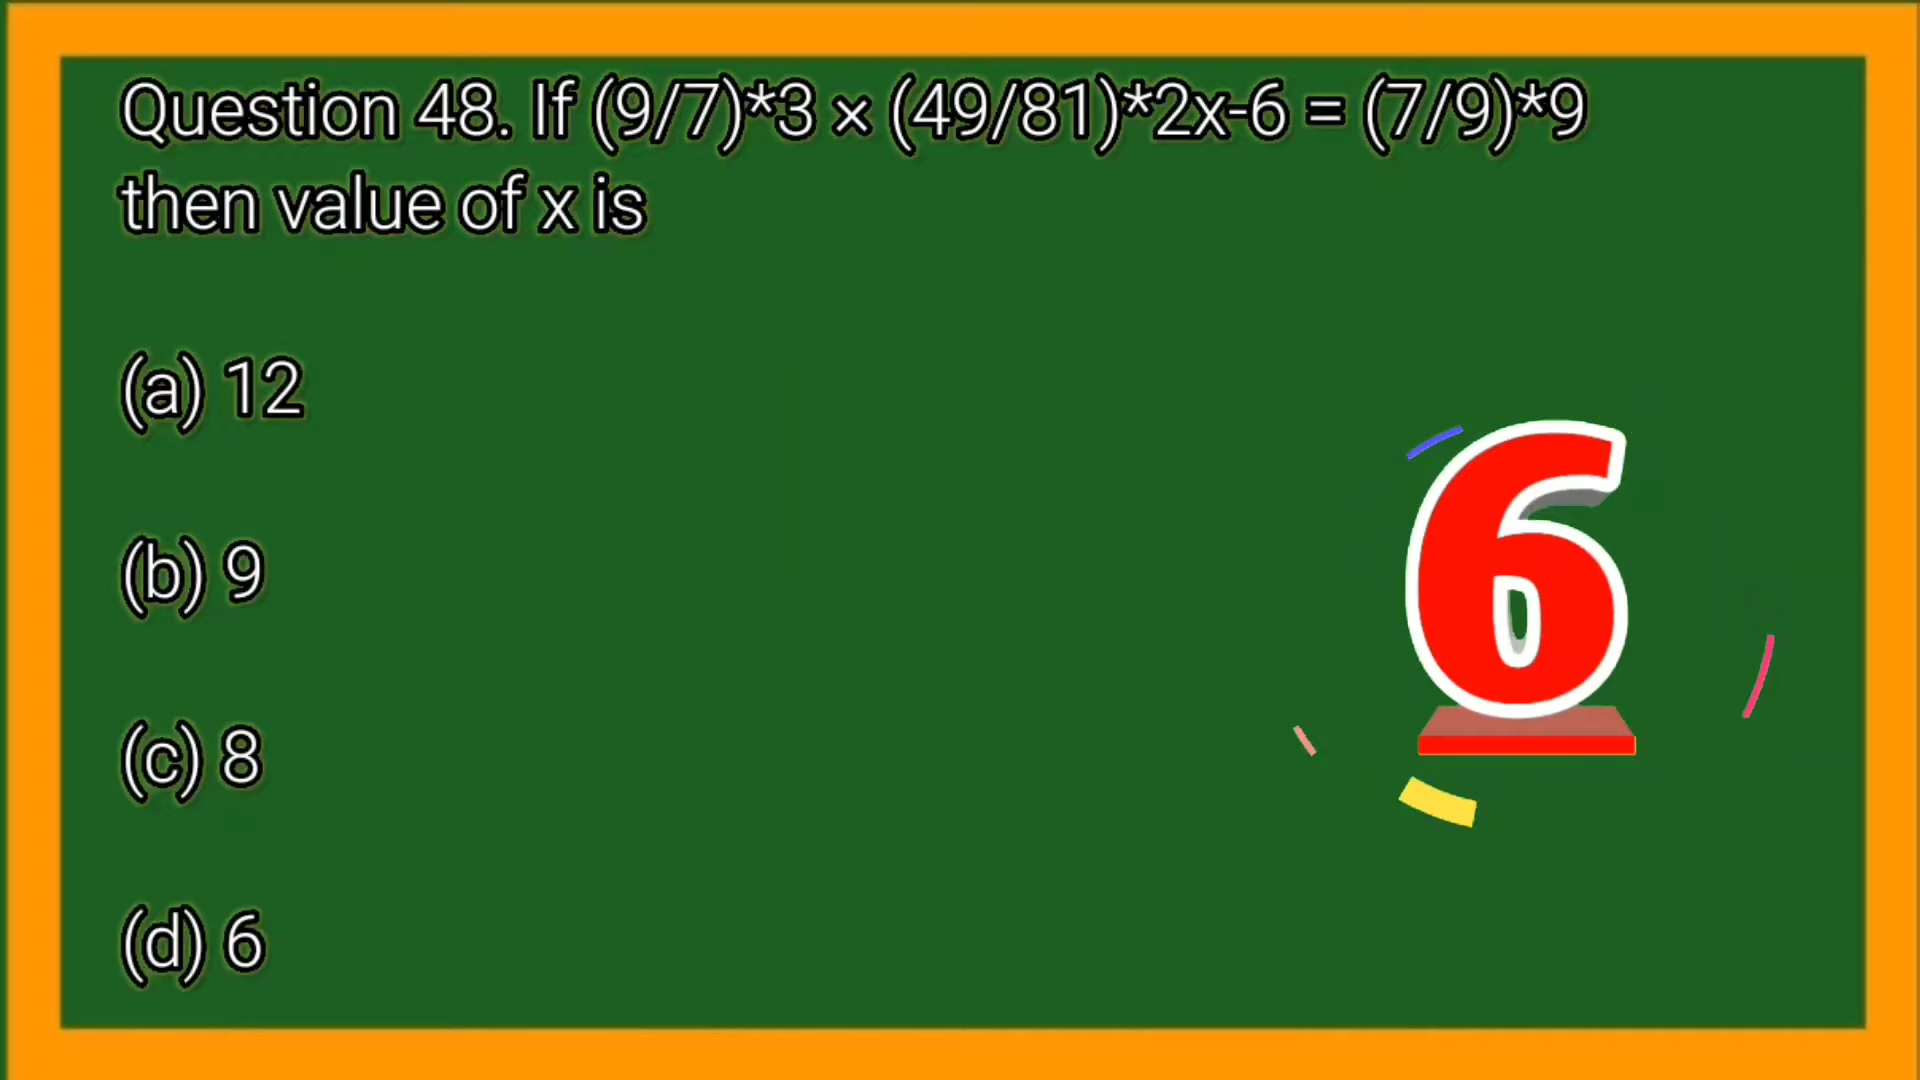 Question 48. If (9/7)*3 × (49/81)*2x-6 = (7/9)*9
then value of x is
(a) 12
(b) 9
(c) 8
(d) 6
6